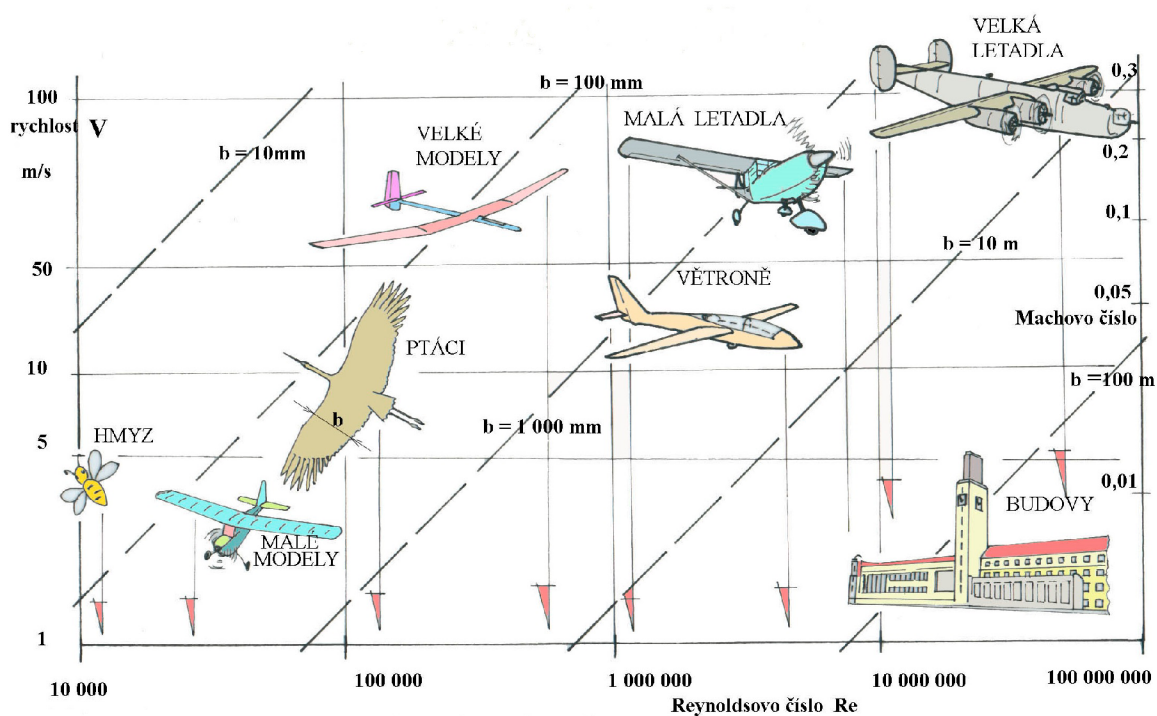 VELKÁ
LETADLA
b = 100 mm
0,3
100
rychlost V
m/s
VELKÉ
MODELY
MALÁ LETADLA
b = 10mm
0,2
0,1
b = 10 m
50
VĚTRONĚ
0,05
Machovo číslo
PTÁCI
10
b = 100 m
b
b = 1 000 mm
HMYZ
5
0,01
BUDOVY
MALÉ
MODELY
1
10 000
100 000
1 000 000
10 000 000
100 000 000
Reynoldsovo číslo Re